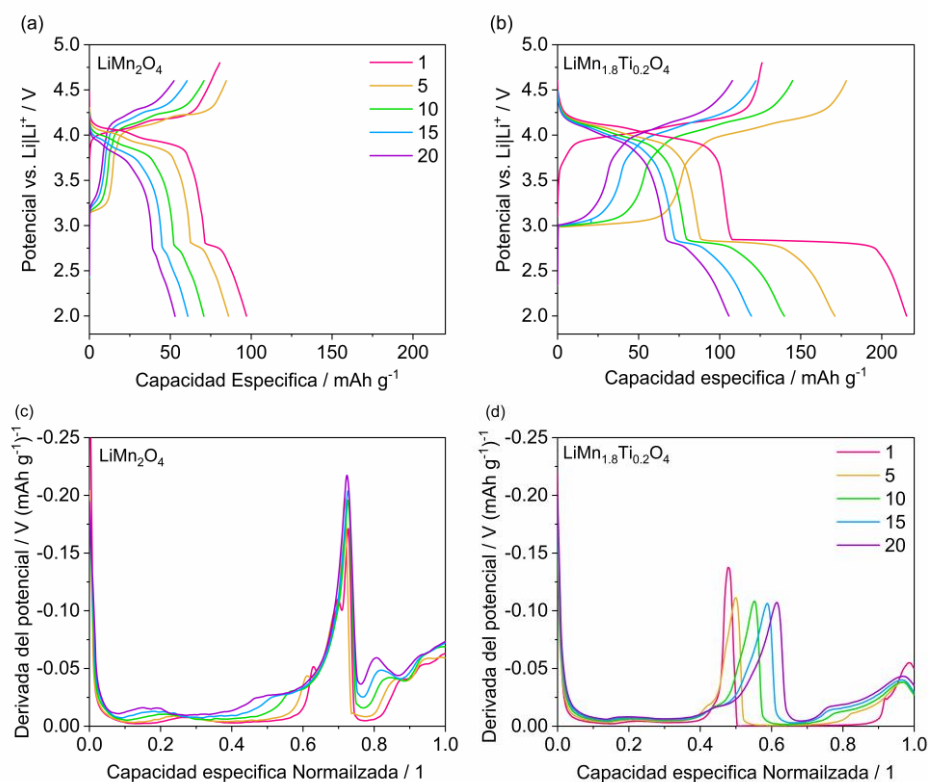 (a)
LiMn2O4
1
5
10
15
20
5.0
4.5
4.0
3.5
3.0
2.5
2.0
Potencial vs. Li|Li+ / V
0 50 100 150 200
Capacidad Especifica / mAh g-1
(b)
LiMn1.8Ti0.2O4
5.0
4.5
4.0
3.5
3.0
2.5
2.0
Potencial vs. Li|Li+ / V
0 50 100 150 200
Capacidad especifica / mAh g-1
(c)
LiMn2O4
-0.25
-0.20
-0.15
-0.10
-0.05
0.00
Derivada del potencial / V (mAh g-1)-1
0.0 0.2 0.4 0.6 0.8 1.0
Capacidad especifica Normailzada / 1
(d)
LiMn1.8Ti0.2O4
1
5
10
15
20
-0.25
-0.20
-0.15
-0.10
-0.05
0.00
Derivada del potencial / V (mAh g-1)-1
0.0 0.2 0.4 0.6 0.8 1.0
Capacidad especifica Normailzada / 1